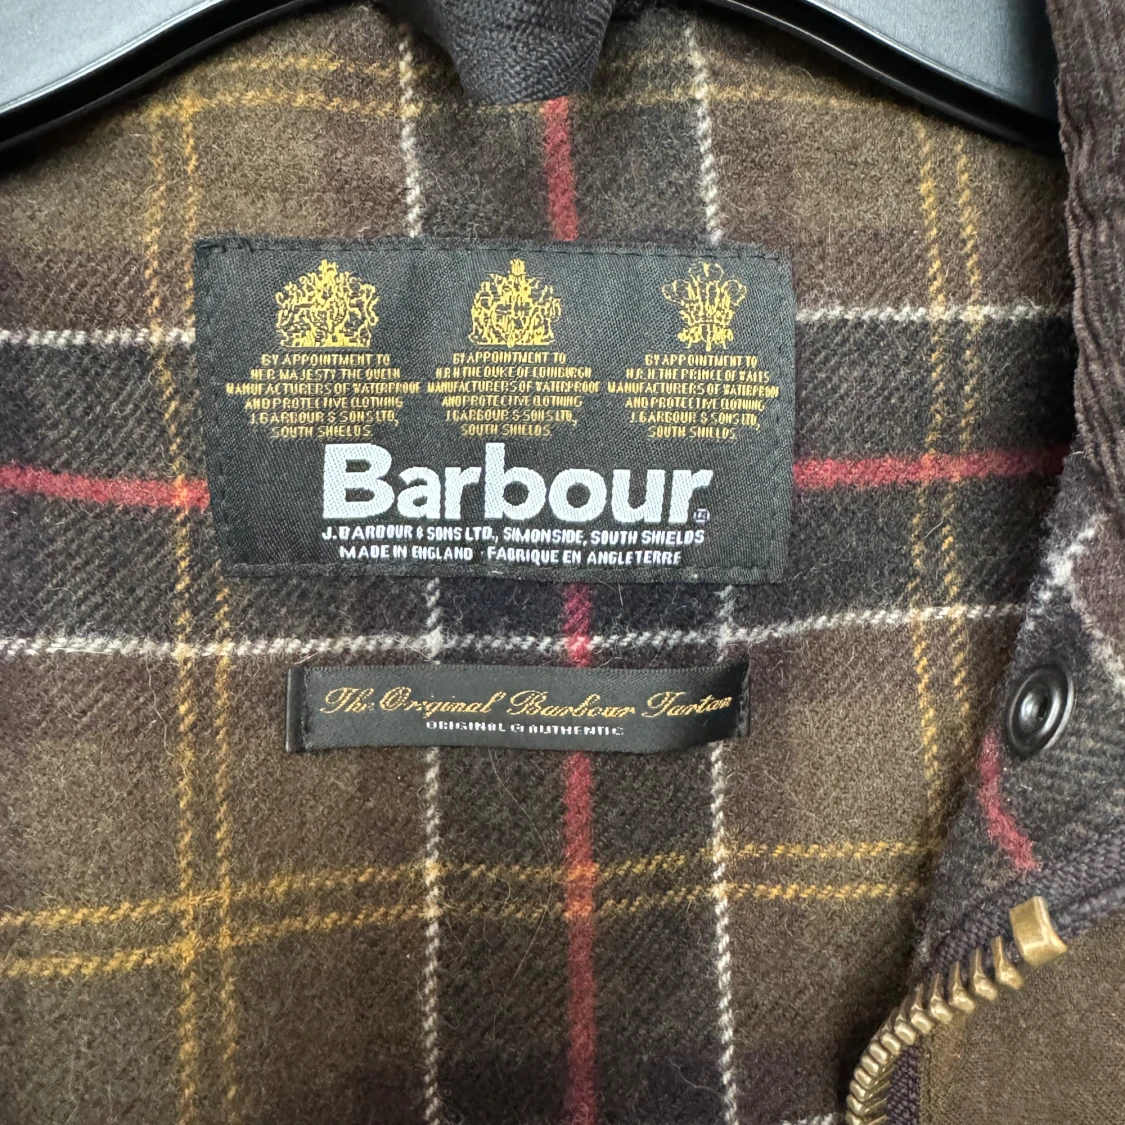 BY APPOINTMENT TO
HER MAJESTY THE QUEEN
MANUFACTURERS OF WATERPROOF
AND PROTECTIVE CLOTHING
J. BARBOUR & SONS LTD,
SOUTH SHIELDS
BY APPOINTMENT TO
H.R.H THE DUKE OF EDINBURGH
MANUFACTURERS OF WATERPROOF
AND PROTECTIVE CLOTHING
J. BARBOUR & SONS LTD,
SOUTH SHIELDS
BY APPOINTMENT TO
H.R.H. THE PRINCE OF WALES
MANUFACTURERS OF WATERPROOF
AND PROTECTIVE CLOTHING
J. BARBOUR & SONS LTD,
SOUTH SHIELDS
Barbour
J. BARBOUR & SONS LTD., SIMONSIDE, SOUTH SHIELDS
MADE IN ENGLAND · FABRIQUE EN ANGLETERRE
The Original Barbour Tartan
ORIGINAL & AUTHENTIC